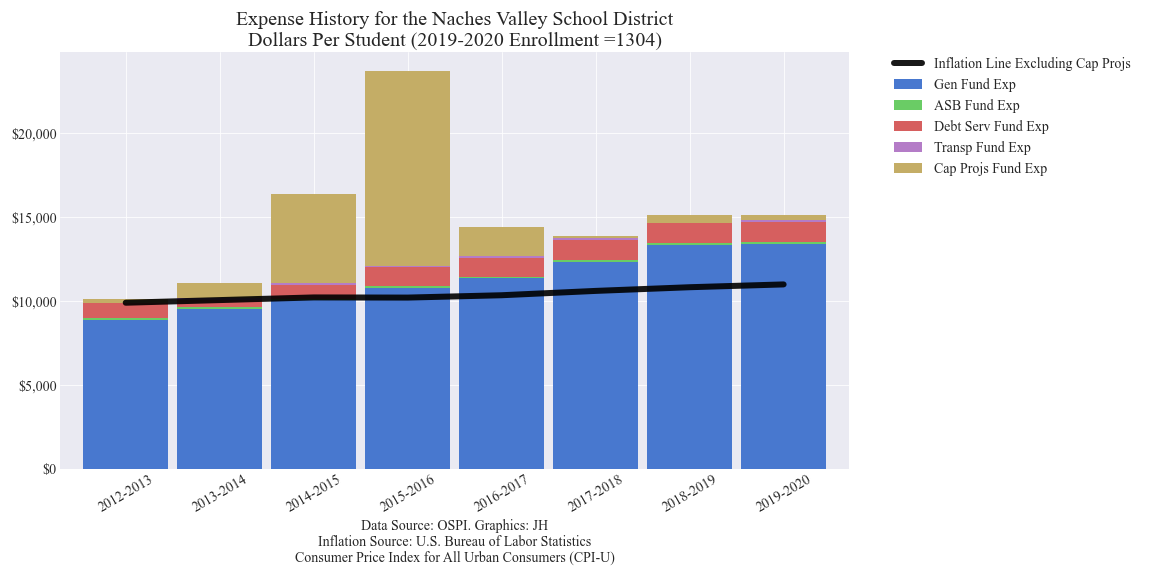 Expense History for the Naches Valley School District
Dollars Per Student (2019-2020 Enrollment =1304)
Inflation Line Excluding Cap Projs
Gen Fund Exp
ASB Fund Exp
Debt Serv Fund Exp
Transp Fund Exp
Cap Projs Fund Exp
$20,000
$15,000
$10,000
$5,000
$0
2012-2013
2013-2014
2014-2015
2015-2016
2016-2017
2017-2018
2018-2019
2019-2020
Data Source: OSPI. Graphics: JH
Inflation Source: U.S. Bureau of Labor Statistics
Consumer Price Index for All Urban Consumers (CPI-U)